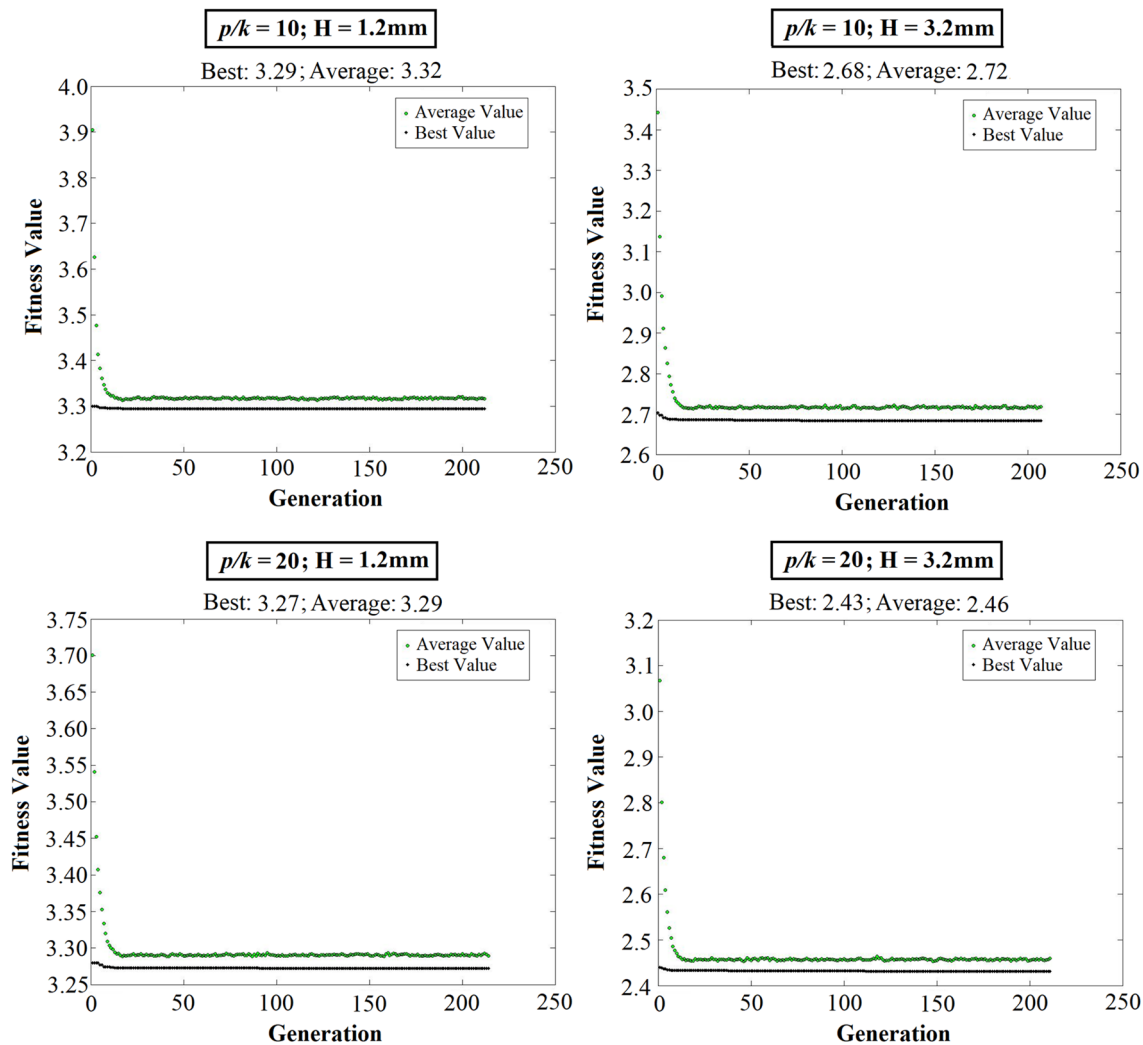 p/k = 10; H = 1.2mm
Best: 3.29; Average: 3.32
4.0
3.9
3.8
3.7
3.6
3.5
3.4
3.3
3.2
Fitness Value
Average Value
Best Value
0 50 100 150 200 250
Generation
p/k = 10; H = 3.2mm
Best: 2.68; Average: 2.72
3.5
3.4
3.3
3.2
3.1
3.0
2.9
2.8
2.7
2.6
Fitness Value
Average Value
Best Value
0 50 100 150 200 250
Generation
p/k = 20; H = 1.2mm
Best: 3.27; Average: 3.29
3.75
3.70
3.65
3.60
3.55
3.50
3.45
3.40
3.35
3.30
3.25
Fitness Value
Average Value
Best Value
0 50 100 150 200 250
Generation
p/k = 20; H = 3.2mm
Best: 2.43; Average: 2.46
3.2
3.1
3.0
2.9
2.8
2.7
2.6
2.5
2.4
Fitness Value
Average Value
Best Value
0 50 100 150 200 250
Generation